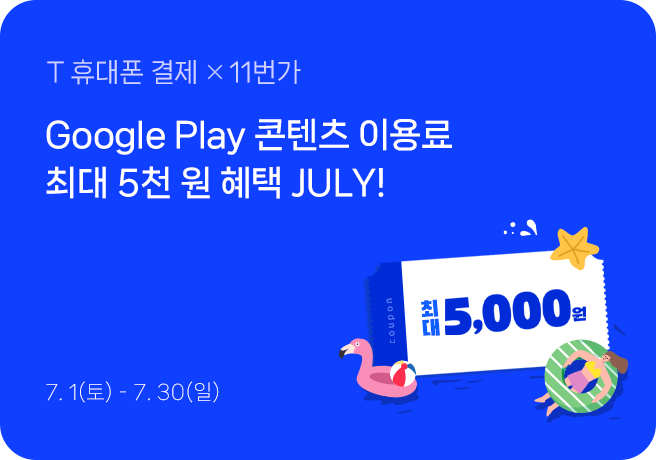 T 휴대폰 결제 × 11번가
Google Play 콘텐츠 이용료
최대 5천 원 혜택 JULY!
coupon
최대 5,000원
7. 1(토) - 7. 30(일)